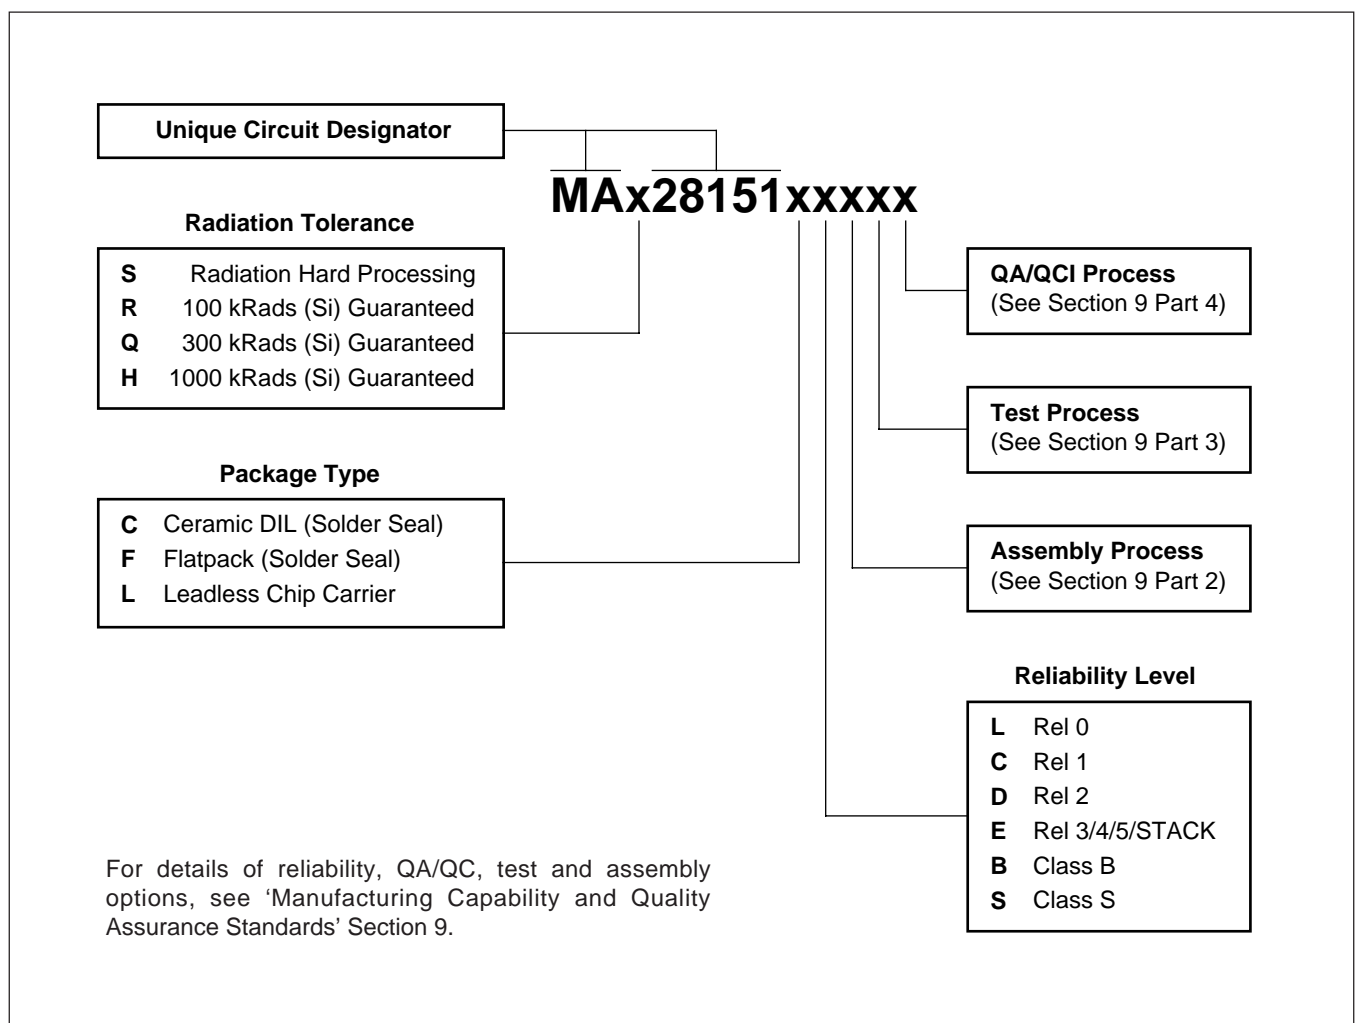 Unique Circuit Designator
MAx28151xxxxx
Radiation Tolerance
S Radiation Hard Processing
R 100 kRads (Si) Guaranteed
Q 300 kRads (Si) Guaranteed
H 1000 kRads (Si) Guaranteed
Package Type
C Ceramic DIL (Solder Seal)
F Flatpack (Solder Seal)
L Leadless Chip Carrier
QA/QCI Process
(See Section 9 Part 4)
Test Process
(See Section 9 Part 3)
Assembly Process
(See Section 9 Part 2)
Reliability Level
L Rel 0
C Rel 1
D Rel 2
E Rel 3/4/5/STACK
B Class B
S Class S
For details of reliability, QA/QC, test and assembly
options, see ‘Manufacturing Capability and Quality
Assurance Standards’ Section 9.